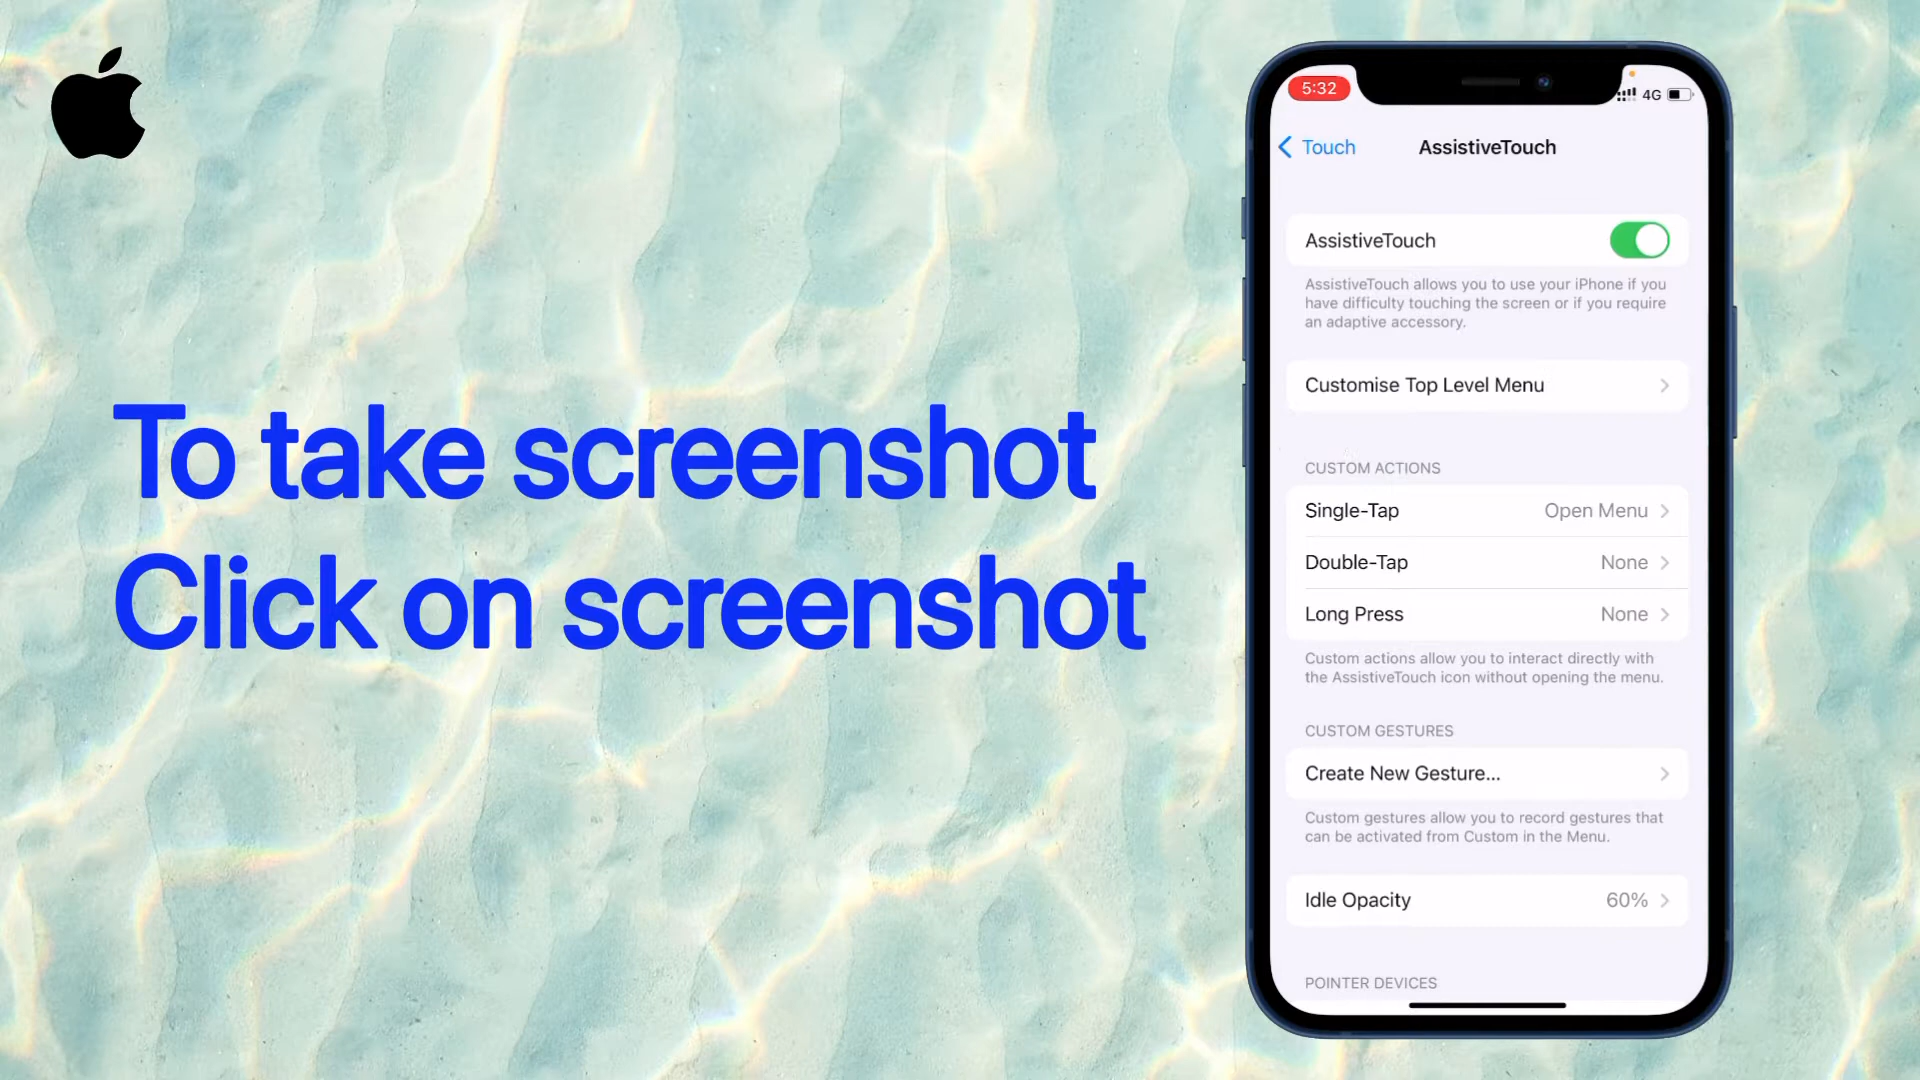 To take screenshot
Click on screenshot
5:32
4G
Touch
AssistiveTouch
AssistiveTouch
AssistiveTouch allows you to use your iPhone if you
have difficulty touching the screen or if you require
an adaptive accessory.
Customise Top Level Menu
CUSTOM ACTIONS
Single-Tap Open Menu
Double-Tap None
Long Press None
Custom actions allow you to interact directly with
the AssistiveTouch icon without opening the menu.
CUSTOM GESTURES
Create New Gesture...
Custom gestures allow you to record gestures that
can be activated from Custom in the Menu.
Idle Opacity 60%
POINTER DEVICES